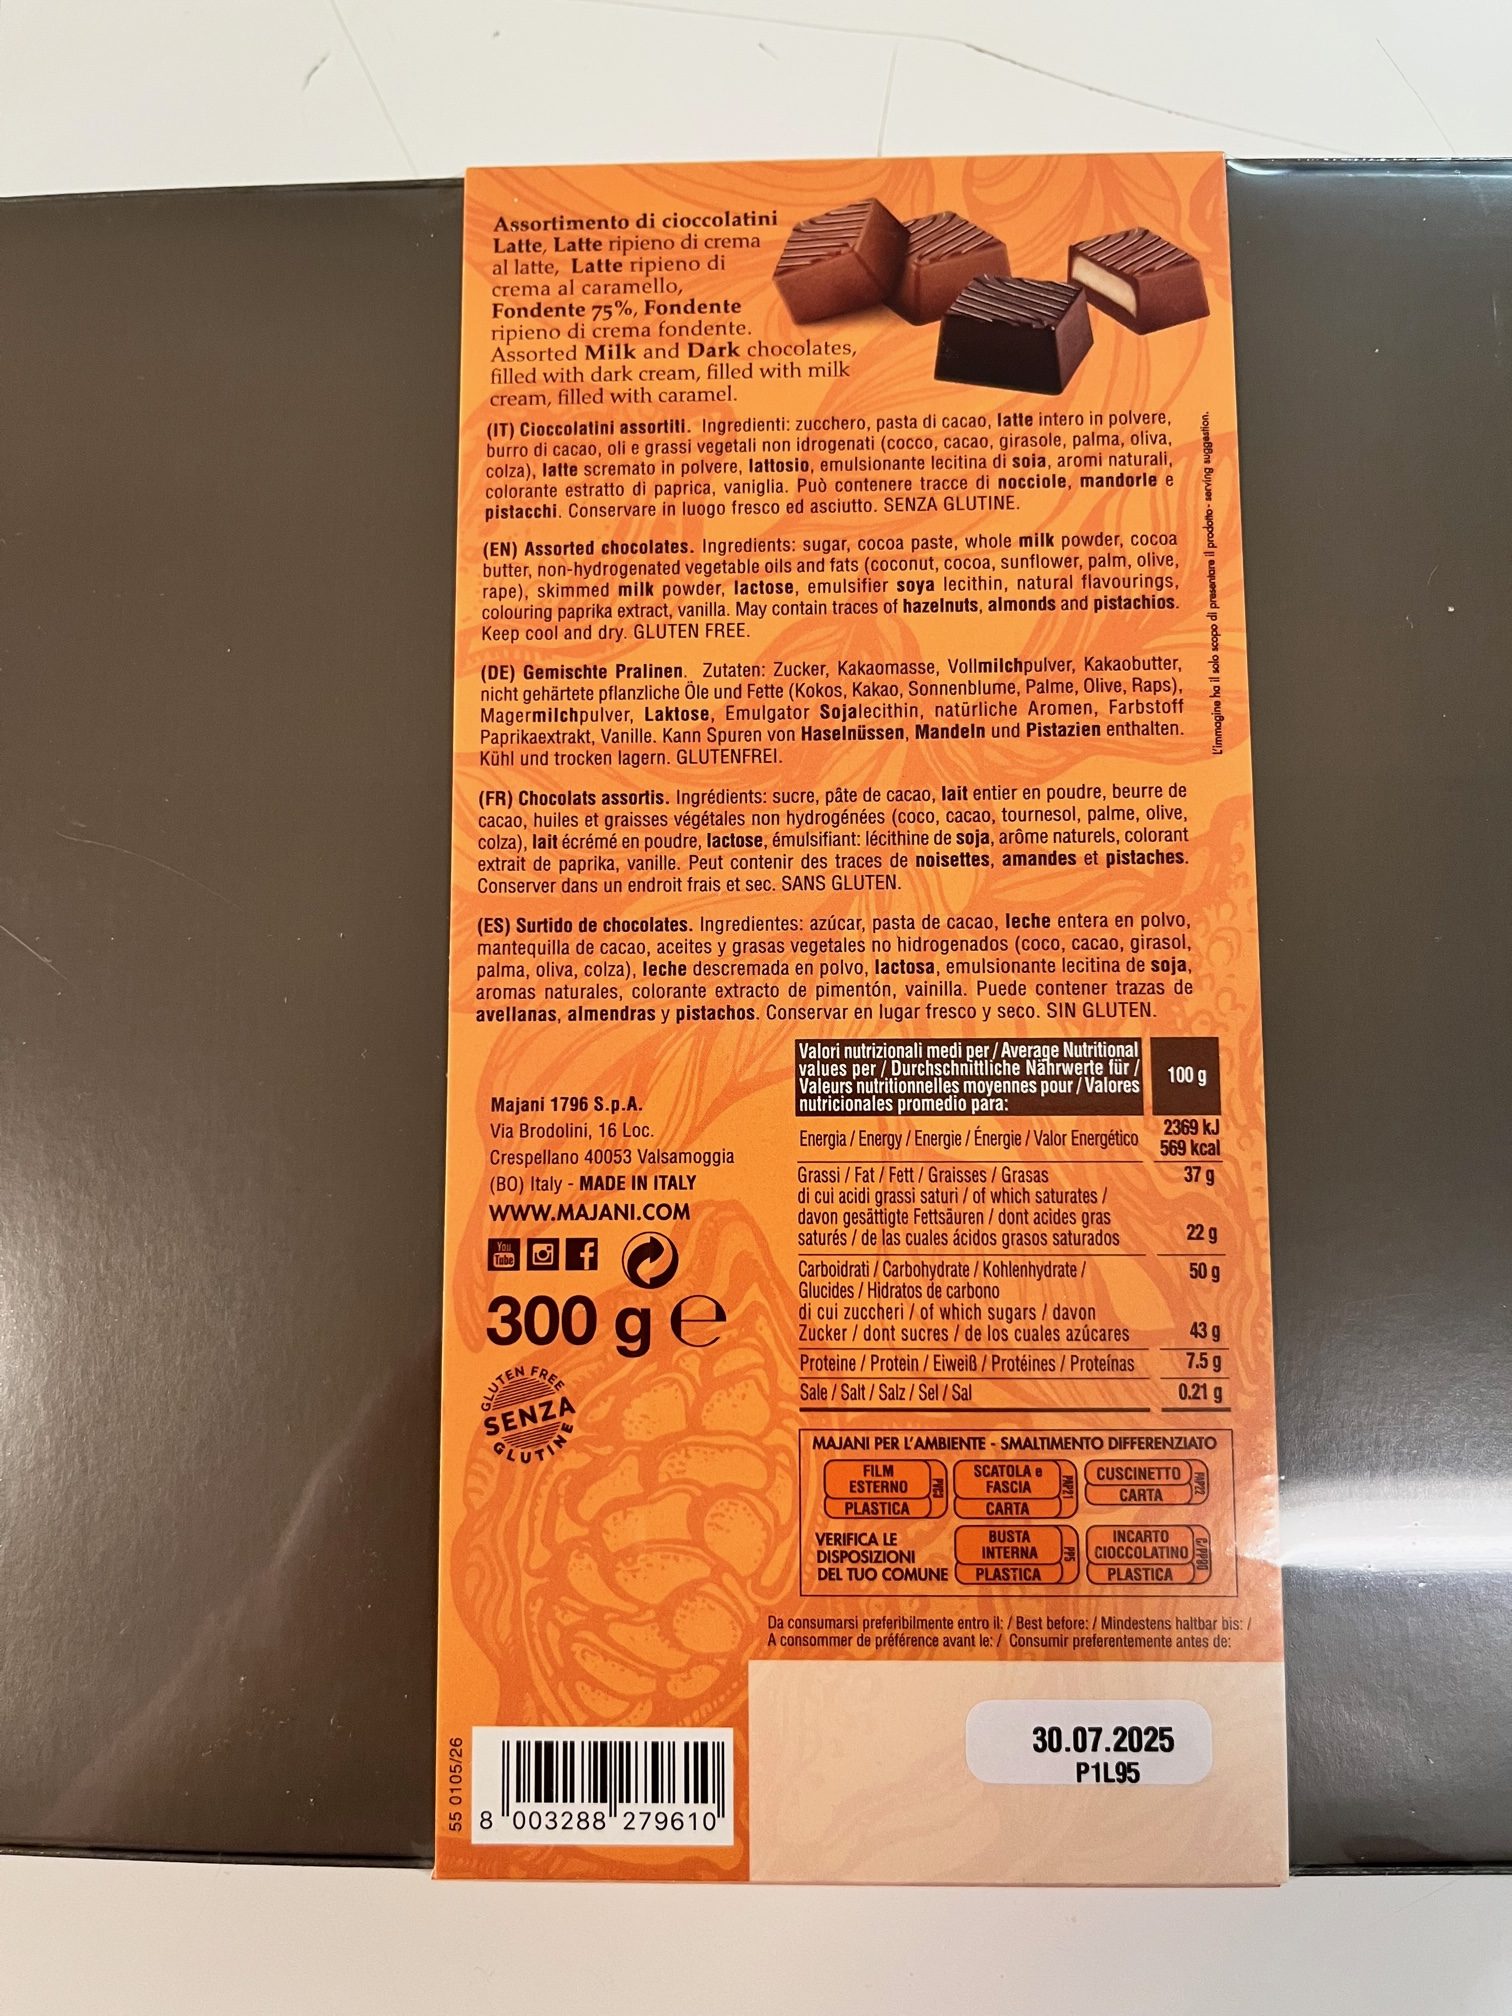 Assortimento di cioccolatini
Latte, Latte ripieno di crema
al latte, Latte ripieno di
crema al caramello,
Fondente 75%, Fondente
ripieno di crema fondente.
Assorted Milk and Dark chocolates,
filled with dark cream, filled with milk
cream, filled with caramel.
(IT) Cioccolatini assortiti. Ingredienti: zucchero, pasta di cacao, latte intero in polvere,
burro di cacao, oli e grassi vegetali non idrogenati (cocco, cacao, girasole, palma, oliva,
colza), latte scremato in polvere, lattosio, emulsionante lecitina di soia, aromi naturali,
colorante estratto di paprica, vaniglia. Può contenere tracce di nocciole, mandorle e
pistacchi. Conservare in luogo fresco ed asciutto. SENZA GLUTINE.
(EN) Assorted chocolates. Ingredients: sugar, cocoa paste, whole milk powder, cocoa
butter, non-hydrogenated vegetable oils and fats (coconut, cocoa, sunflower, palm, olive,
rape), skimmed milk powder, lactose, emulsifier soya lecithin, natural flavourings,
colouring paprika extract, vanilla. May contain traces of hazelnuts, almonds and pistachios.
Keep cool and dry. GLUTEN FREE.
(DE) Gemischte Pralinen. Zutaten: Zucker, Kakaomasse, Vollmilchpulver, Kakaobutter,
nicht gehärtete pflanzliche Öle und Fette (Kokos, Kakao, Sonnenblume, Palme, Olive, Raps),
Magermilchpulver, Laktose, Emulgator Sojalecithin, natürliche Aromen, Farbstoff
Paprikaextrakt, Vanille. Kann Spuren von Haselnüssen, Mandeln und Pistazien enthalten.
Kühl und trocken lagern. GLUTENFREI.
(FR) Chocolats assortis. Ingrédients: sucre, pâte de cacao, lait entier en poudre, beurre de
cacao, huiles et graisses végétales non hydrogénées (coco, cacao, tournesol, palme, olive,
colza), lait écrémé en poudre, lactose, émulsifiant: lécithine de soja, arôme naturels, colorant
extrait de paprika, vanille. Peut contenir des traces de noisettes, amandes et pistaches.
Conserver dans un endroit frais et sec. SANS GLUTEN.
(ES) Surtido de chocolates. Ingredientes: azúcar, pasta de cacao, leche entera en polvo,
mantequilla de cacao, aceites y grasas vegetales no hidrogenados (coco, cacao, girasol,
palma, oliva, colza), leche descremada en polvo, lactosa, emulsionante lecitina de soja,
aromas naturales, colorante extracto de pimentón, vainilla. Puede contener trazas de
avellanas, almendras y pistachos. Conservar en lugar fresco y seco. SIN GLUTEN.
L'immagine ha il solo scopo di presentare il prodotto - serving suggestion.
Majani 1796 S.p.A.
Via Brodolini, 16 Loc.
Crespellano 40053 Valsamoggia
(BO) Italy - MADE IN ITALY
WWW.MAJANI.COM
You
Tube
300 g e
GLUTEN FREE
SENZA
GLUTINE
Valori nutrizionali medi per / Average Nutritional
values per / Durchschnittliche Nährwerte für /
Valeurs nutritionnelles moyennes pour / Valores
nutricionales promedio para:
100 g
Energia / Energy / Energie / Énergie / Valor Energético
2369 kJ
569 kcal
Grassi / Fat / Fett / Graisses / Grasas
37 g
di cui acidi grassi saturi / of which saturates /
davon gesättigte Fettsäuren / dont acides gras
saturés / de las cuales ácidos grasos saturados
22 g
Carboidrati / Carbohydrate / Kohlenhydrate /
50 g
Glucides / Hidratos de carbono
di cui zuccheri / of which sugars / davon
Zucker / dont sucres / de los cuales azúcares
43 g
Proteine / Protein / Eiweiß / Protéines / Proteínas
7.5 g
Sale / Salt / Salz / Sel / Sal
0.21 g
MAJANI PER L'AMBIENTE - SMALTIMENTO DIFFERENZIATO
FILM
ESTERNO
PLASTICA
PVC3
SCATOLA e
FASCIA
CARTA
PAP21
CUSCINETTO
CARTA
PAP22
VERIFICA LE
DISPOSIZIONI
DEL TUO COMUNE
BUSTA
INTERNA
PLASTICA
PP5
INCARTO
CIOCCOLATINO
PLASTICA
C/PP90
Da consumarsi preferibilmente entro il: / Best before: / Mindestens haltbar bis: /
A consommer de préférence avant le: / Consumir preferentemente antes de:
30.07.2025
P1L95
55 0105/26
8 003288 279610